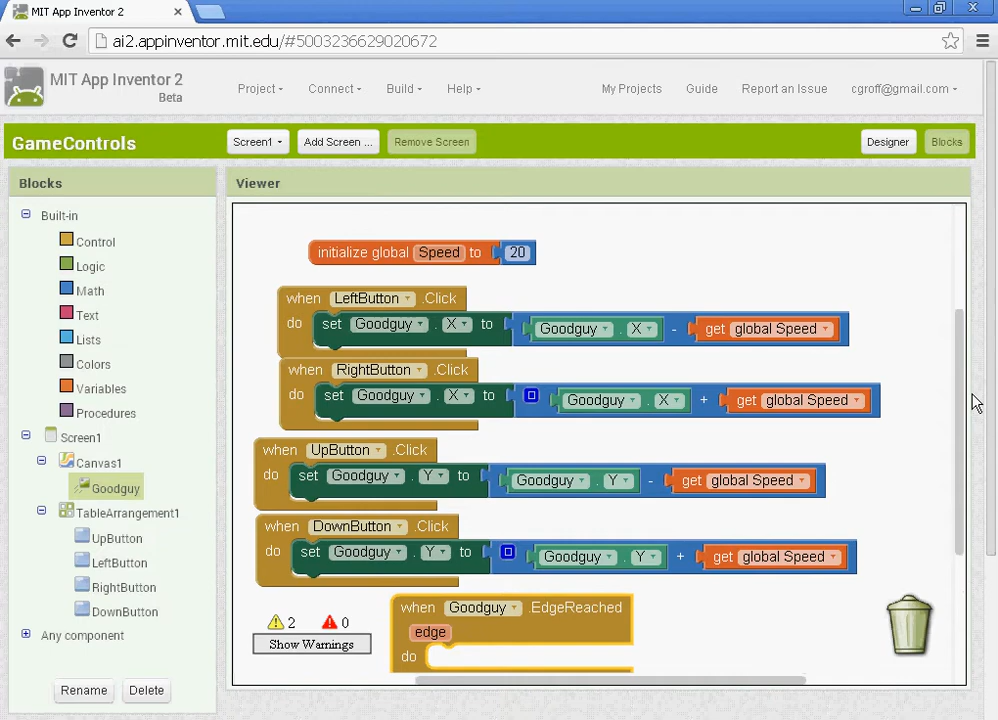 MIT App Inventor 2
ai2.appinventor.mit.edu/#5003236629020672
MIT App Inventor 2
Beta
Project
Connect
Build
Help
My Projects
Guide
Report an Issue
cgroff@gmail.com
GameControls
Screen1
Add Screen ...
Remove Screen
Designer
Blocks
Blocks
Built-in
Control
Logic
Math
Text
Lists
Colors
Variables
Procedures
Screen1
Canvas1
Goodguy
TableArrangement1
UpButton
LeftButton
RightButton
DownButton
Any component
Rename
Delete
Viewer
initialize global Speed to 20
when LeftButton .Click
do set Goodguy . X to Goodguy . X - get global Speed
when RightButton .Click
do set Goodguy . X to Goodguy . X + get global Speed
when UpButton .Click
do set Goodguy . Y to Goodguy . Y - get global Speed
when DownButton .Click
do set Goodguy . Y to Goodguy . Y + get global Speed
when Goodguy .EdgeReached
edge
do
2 0
Show Warnings